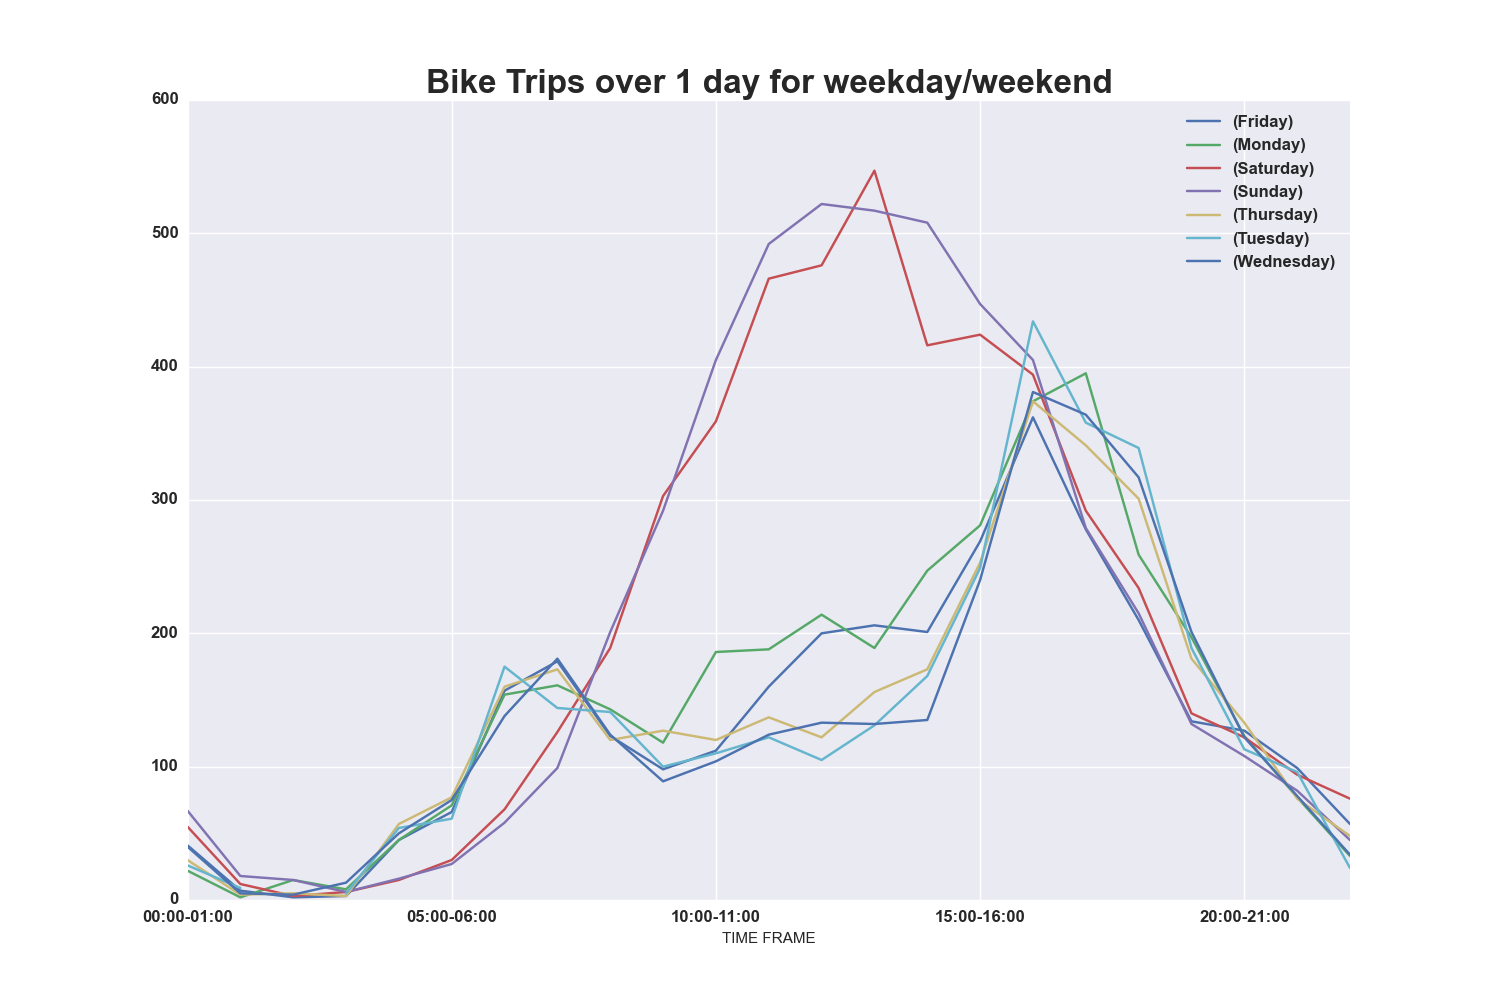 Bike Trips over 1 day for weekday/weekend
600
500
400
300
200
100
0
(Friday)
(Monday)
(Saturday)
(Sunday)
(Thursday)
(Tuesday)
(Wednesday)
00:00-01:00 05:00-06:00 10:00-11:00 15:00-16:00 20:00-21:00
TIME FRAME